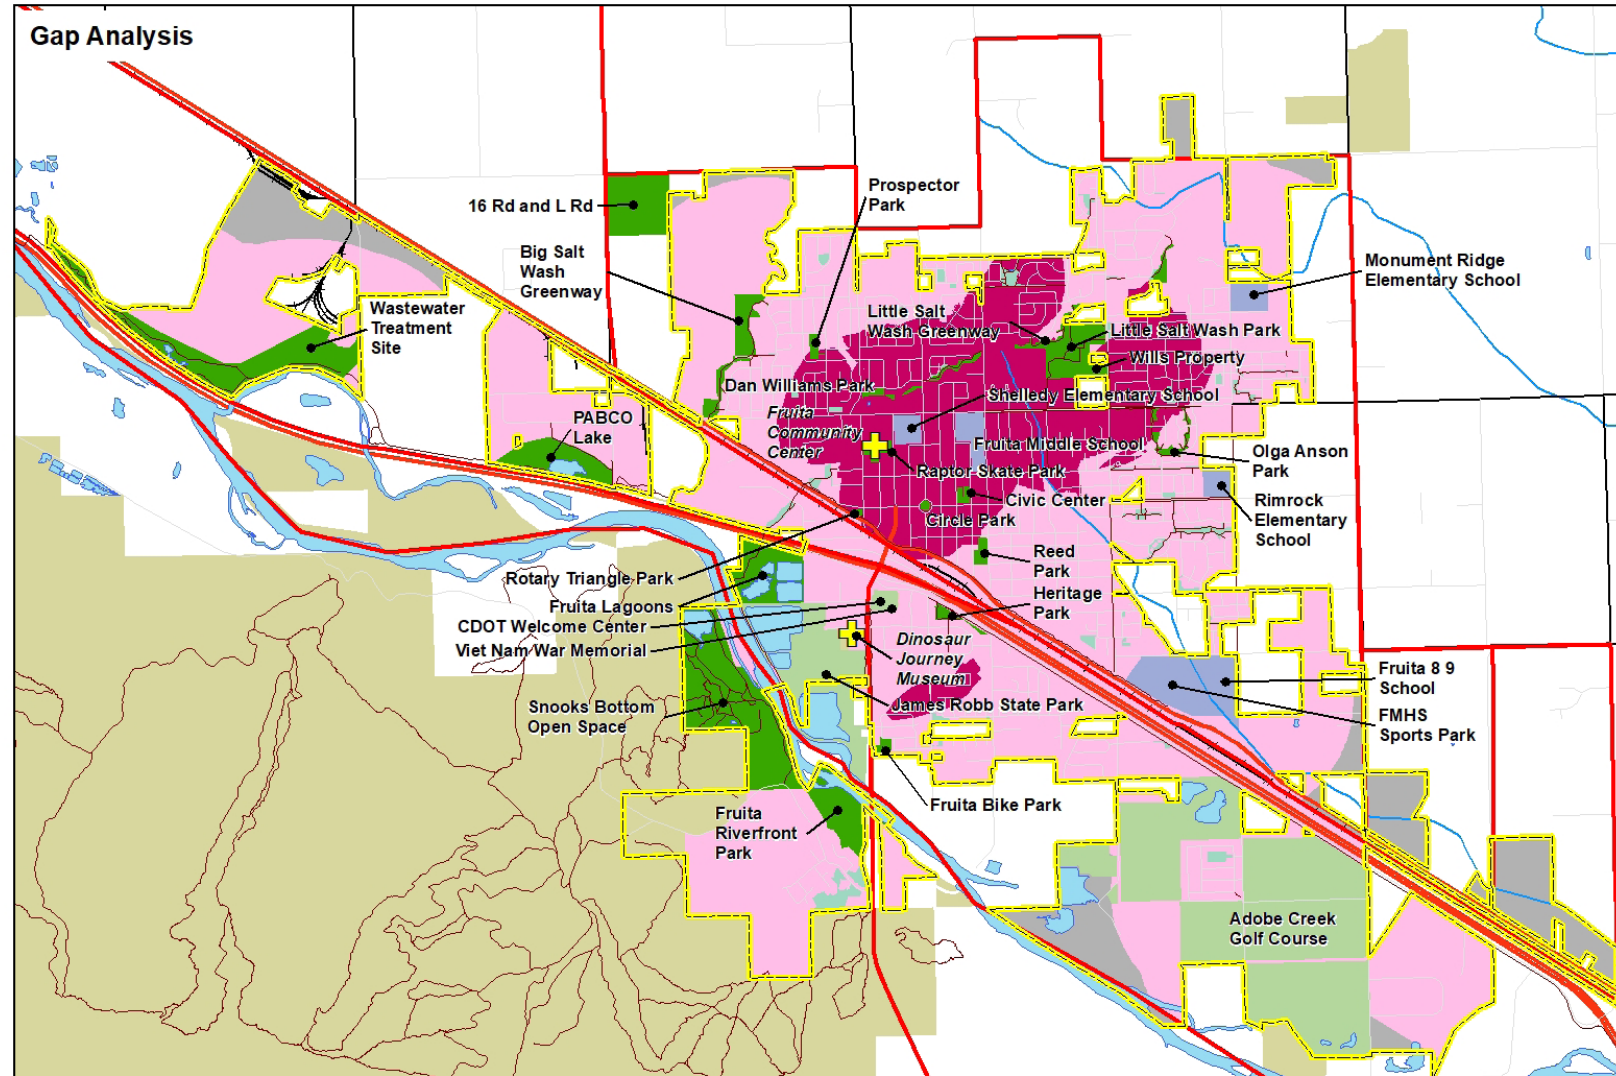 Gap Analysis
16 Rd and L Rd
Prospector
Park
Big Salt
Wash
Greenway
Monument Ridge
Elementary School
Wastewater
Treatment
Site
Little Salt
Wash Greenway
Little Salt Wash Park
Wills Property
Dan Williams Park
Shelledy Elementary School
PABCO
Lake
Fruita
Community
Center
Fruita Middle School
Raptor Skate Park
Olga Anson
Park
Civic Center
Rimrock
Elementary
School
Circle Park
Reed
Park
Rotary Triangle Park
Heritage
Park
Fruita Lagoons
CDOT Welcome Center
Viet Nam War Memorial
Dinosaur
Journey
Museum
Fruita 8 9
School
Snooks Bottom
Open Space
James Robb State Park
FMHS
Sports Park
Fruita Bike Park
Fruita
Riverfront
Park
Adobe Creek
Golf Course